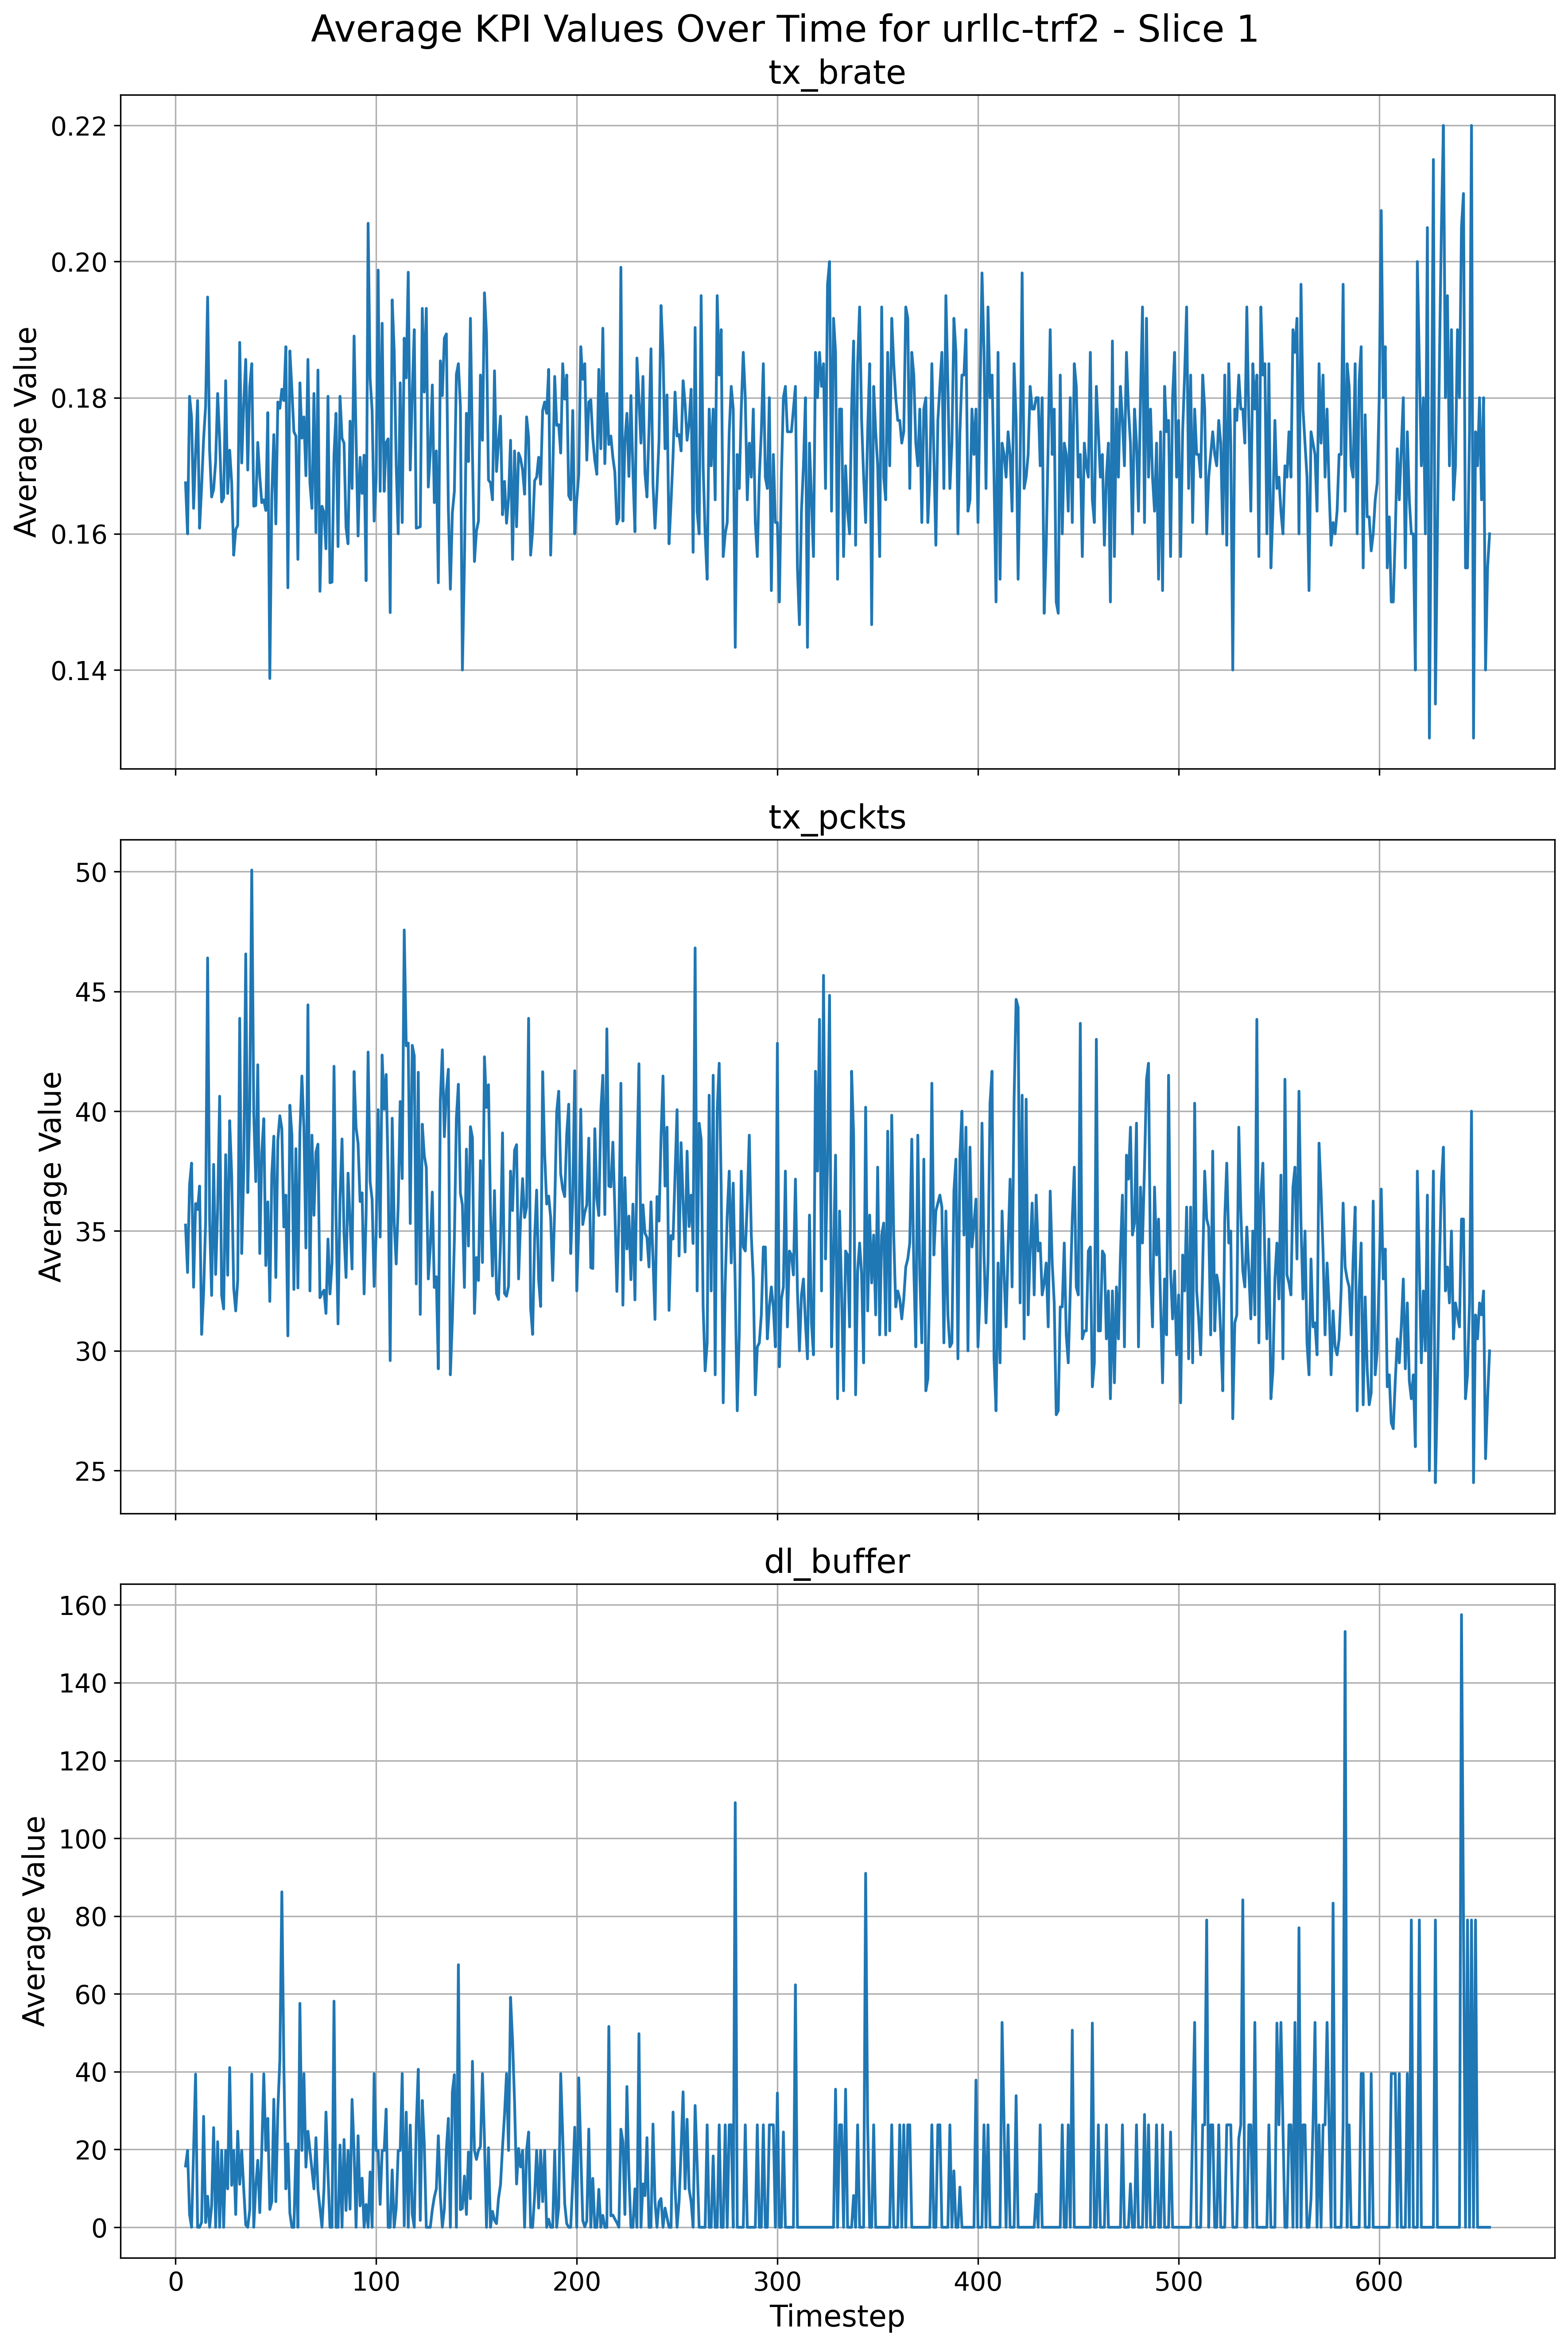 Average KPI Values Over Time for urllc-trf2 - Slice 1
tx_brate
0.22
0.20
0.18
0.16
0.14
Average Value
tx_pckts
50
45
40
35
30
25
Average Value
dl_buffer
160
140
120
100
80
60
40
20
0
Average Value
0 100 200 300 400 500 600
Timestep